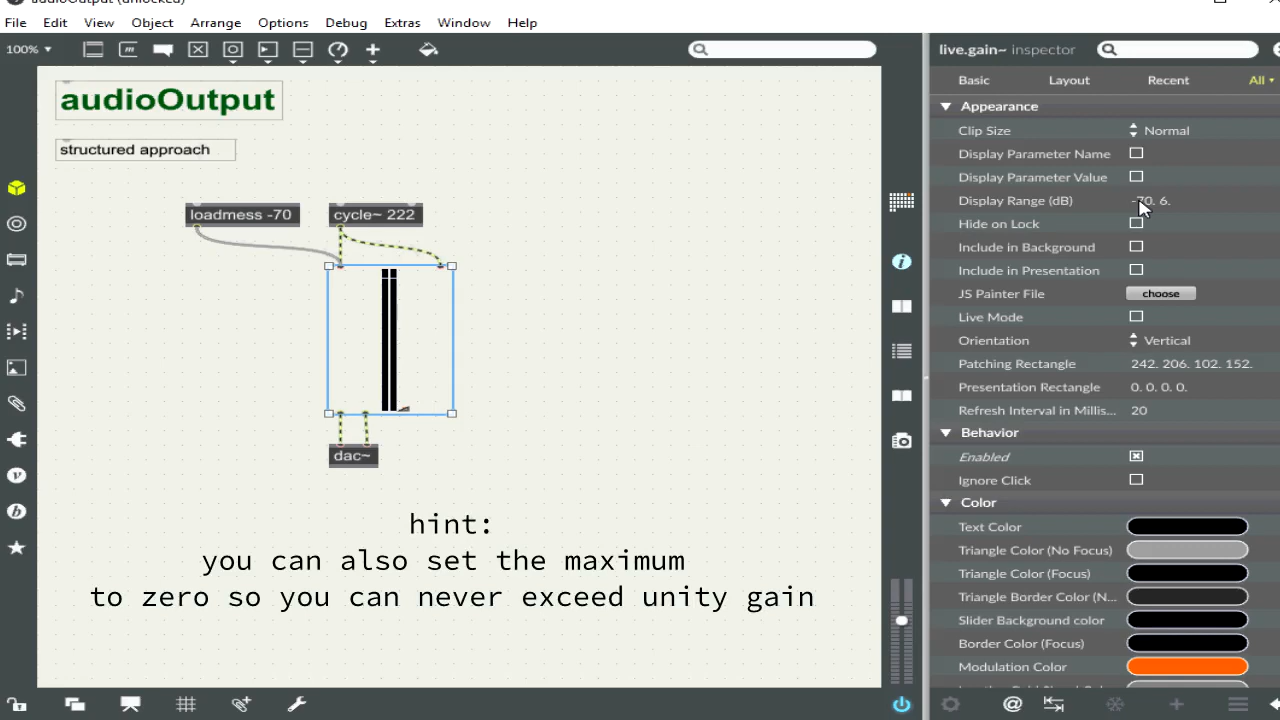 audioOutput (unlocked)
File Edit View Object Arrange Options Debug Extras Window Help
100%
live.gain~ inspector
Basic Layout Recent All
audioOutput
structured approach
loadmess -70
cycle~ 222
dac~
hint:
you can also set the maximum
to zero so you can never exceed unity gain
Appearance
Clip Size Normal
Display Parameter Name
Display Parameter Value
Display Range (dB) -70. 6.
Hide on Lock
Include in Background
Include in Presentation
JS Painter File choose
Live Mode
Orientation Vertical
Patching Rectangle 242. 206. 102. 152.
Presentation Rectangle 0. 0. 0. 0.
Refresh Interval in Millis... 20
Behavior
Enabled
Ignore Click
Color
Text Color
Triangle Color (No Focus)
Triangle Color (Focus)
Triangle Border Color (N...
Slider Background color
Border Color (Focus)
Modulation Color